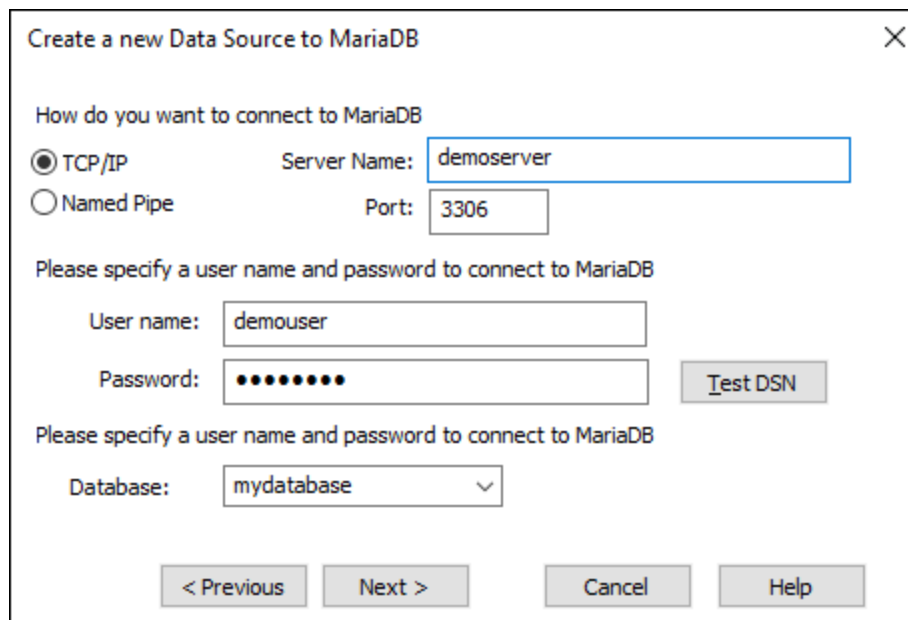 Create a new Data Source to MariaDB
How do you want to connect to MariaDB
TCP/IP Server Name: demoserver
Named Pipe Port: 3306
Please specify a user name and password to connect to MariaDB
User name: demouser
Password: ●●●●●●●● Test DSN
Please specify a user name and password to connect to MariaDB
Database: mydatabase
< Previous Next > Cancel Help